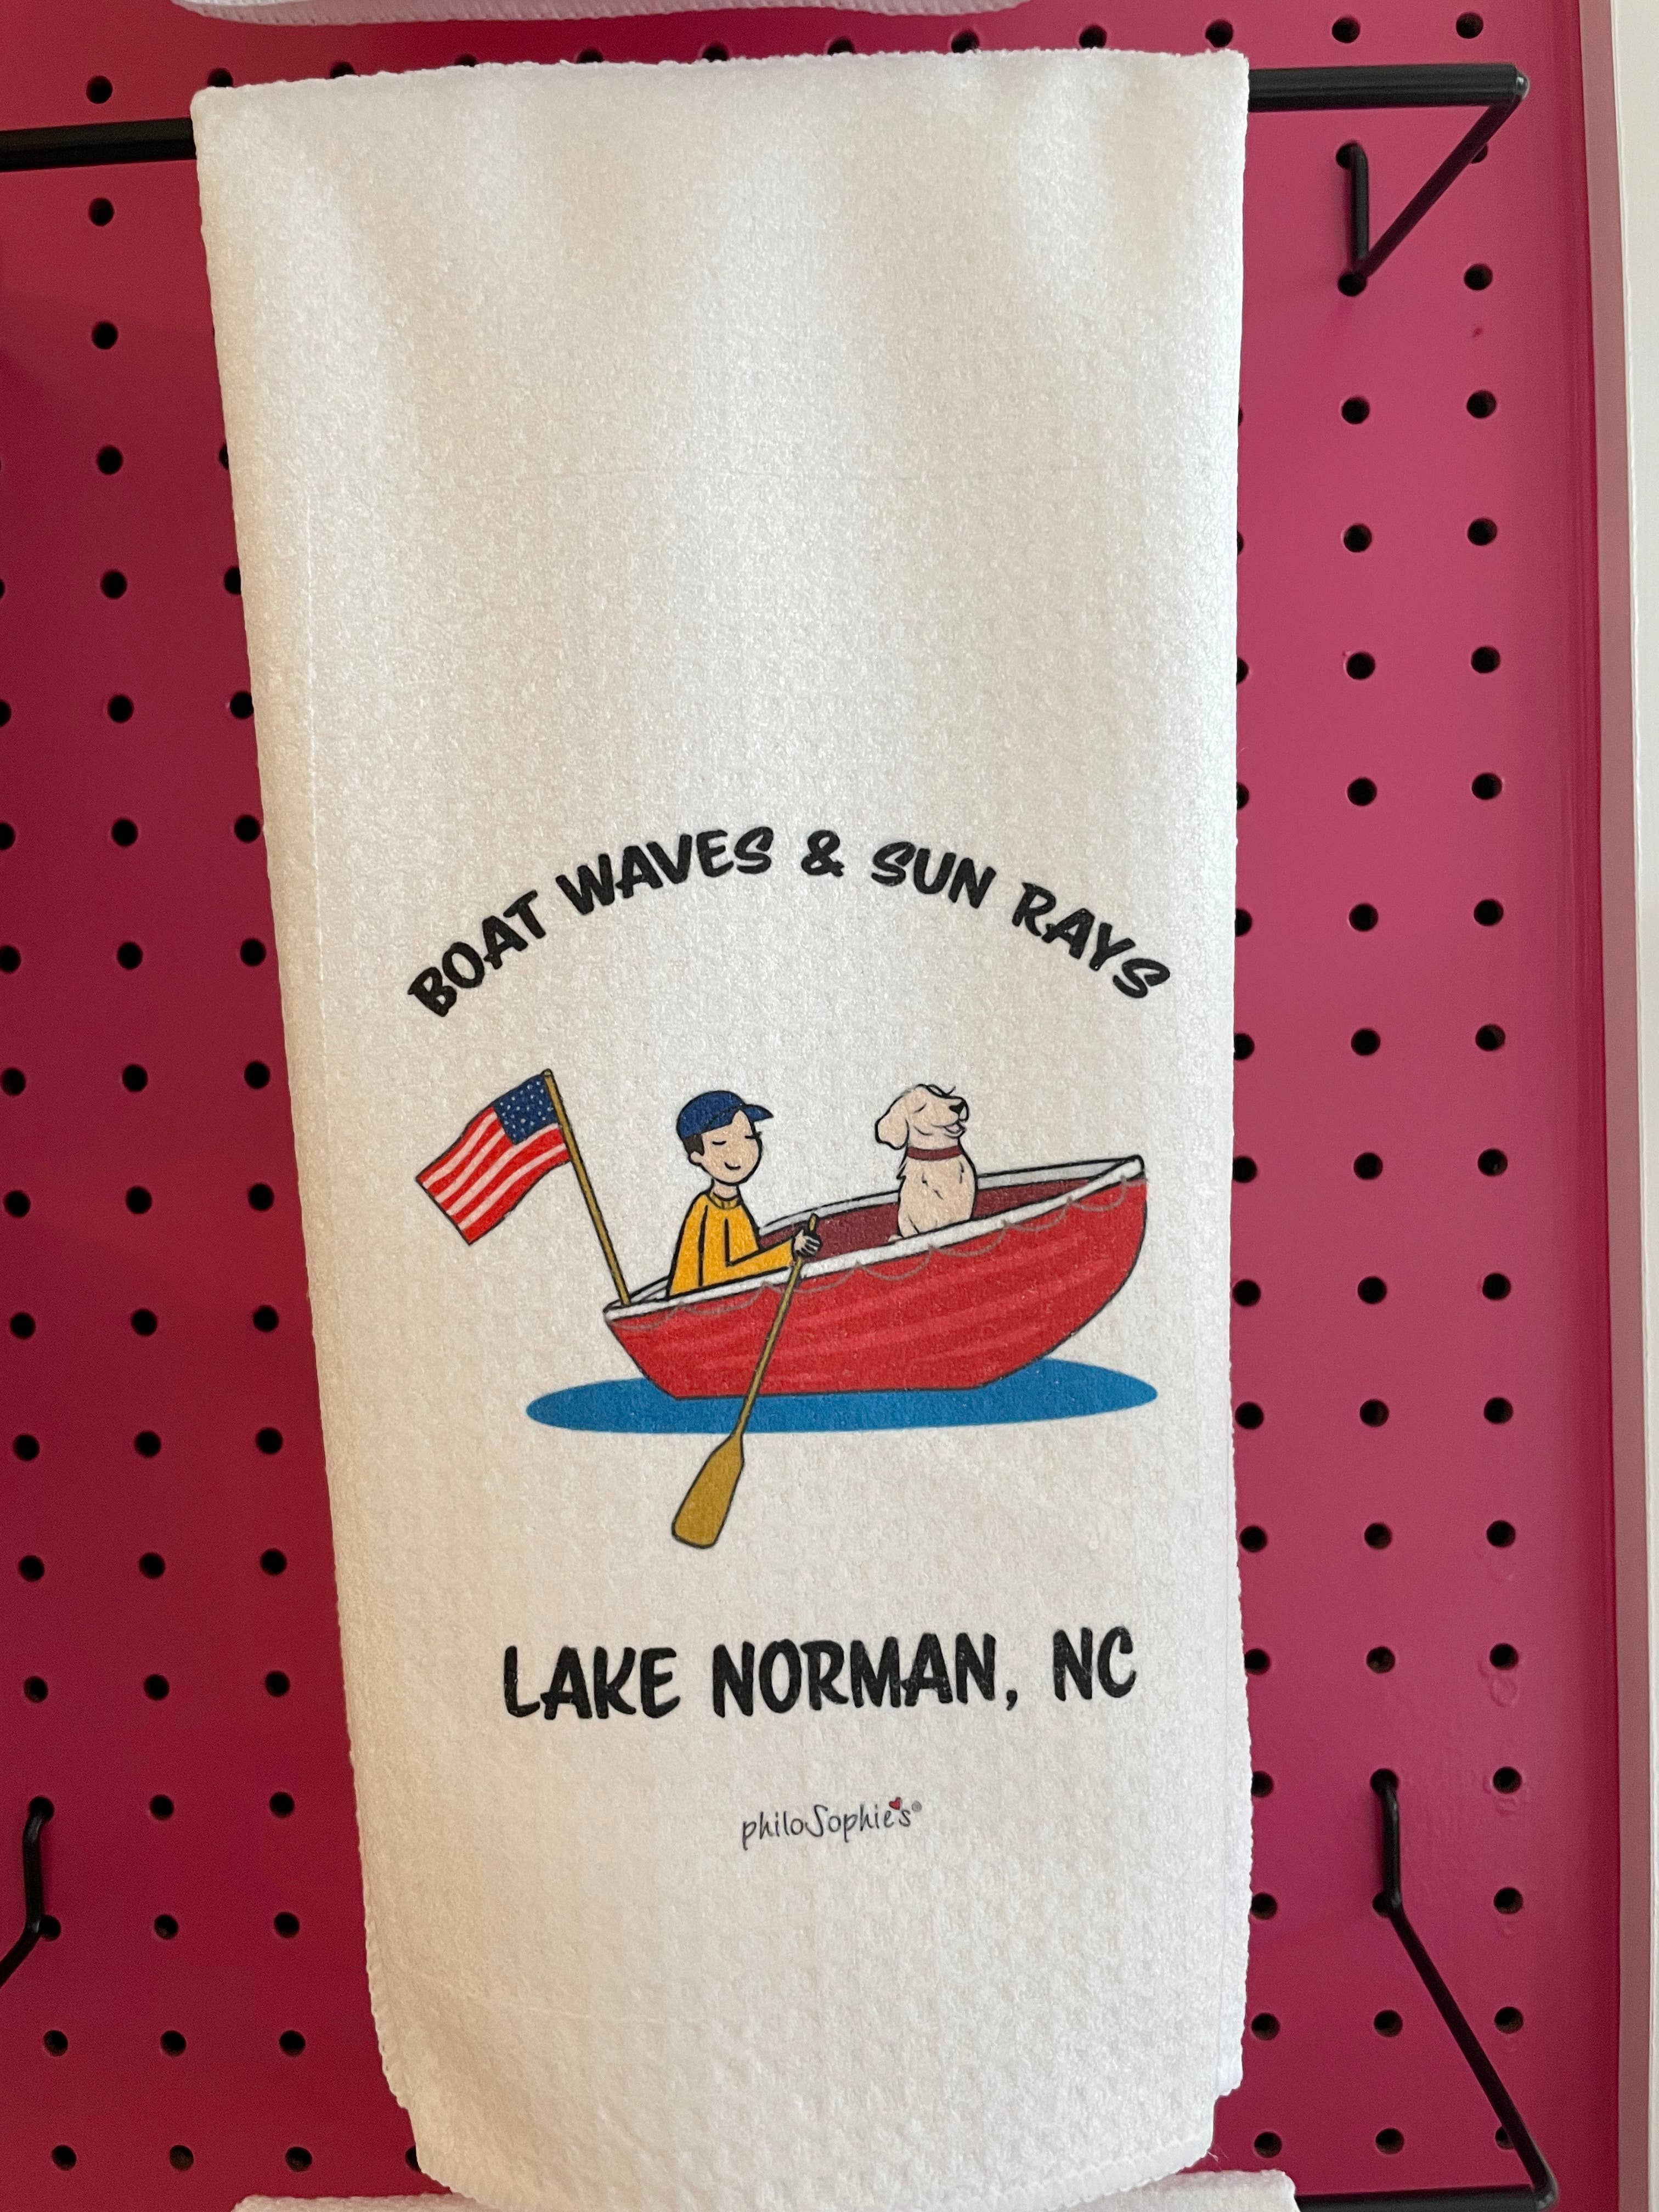 BOAT WAVES & SUN RAYS
LAKE NORMAN, NC
philoSophie's®